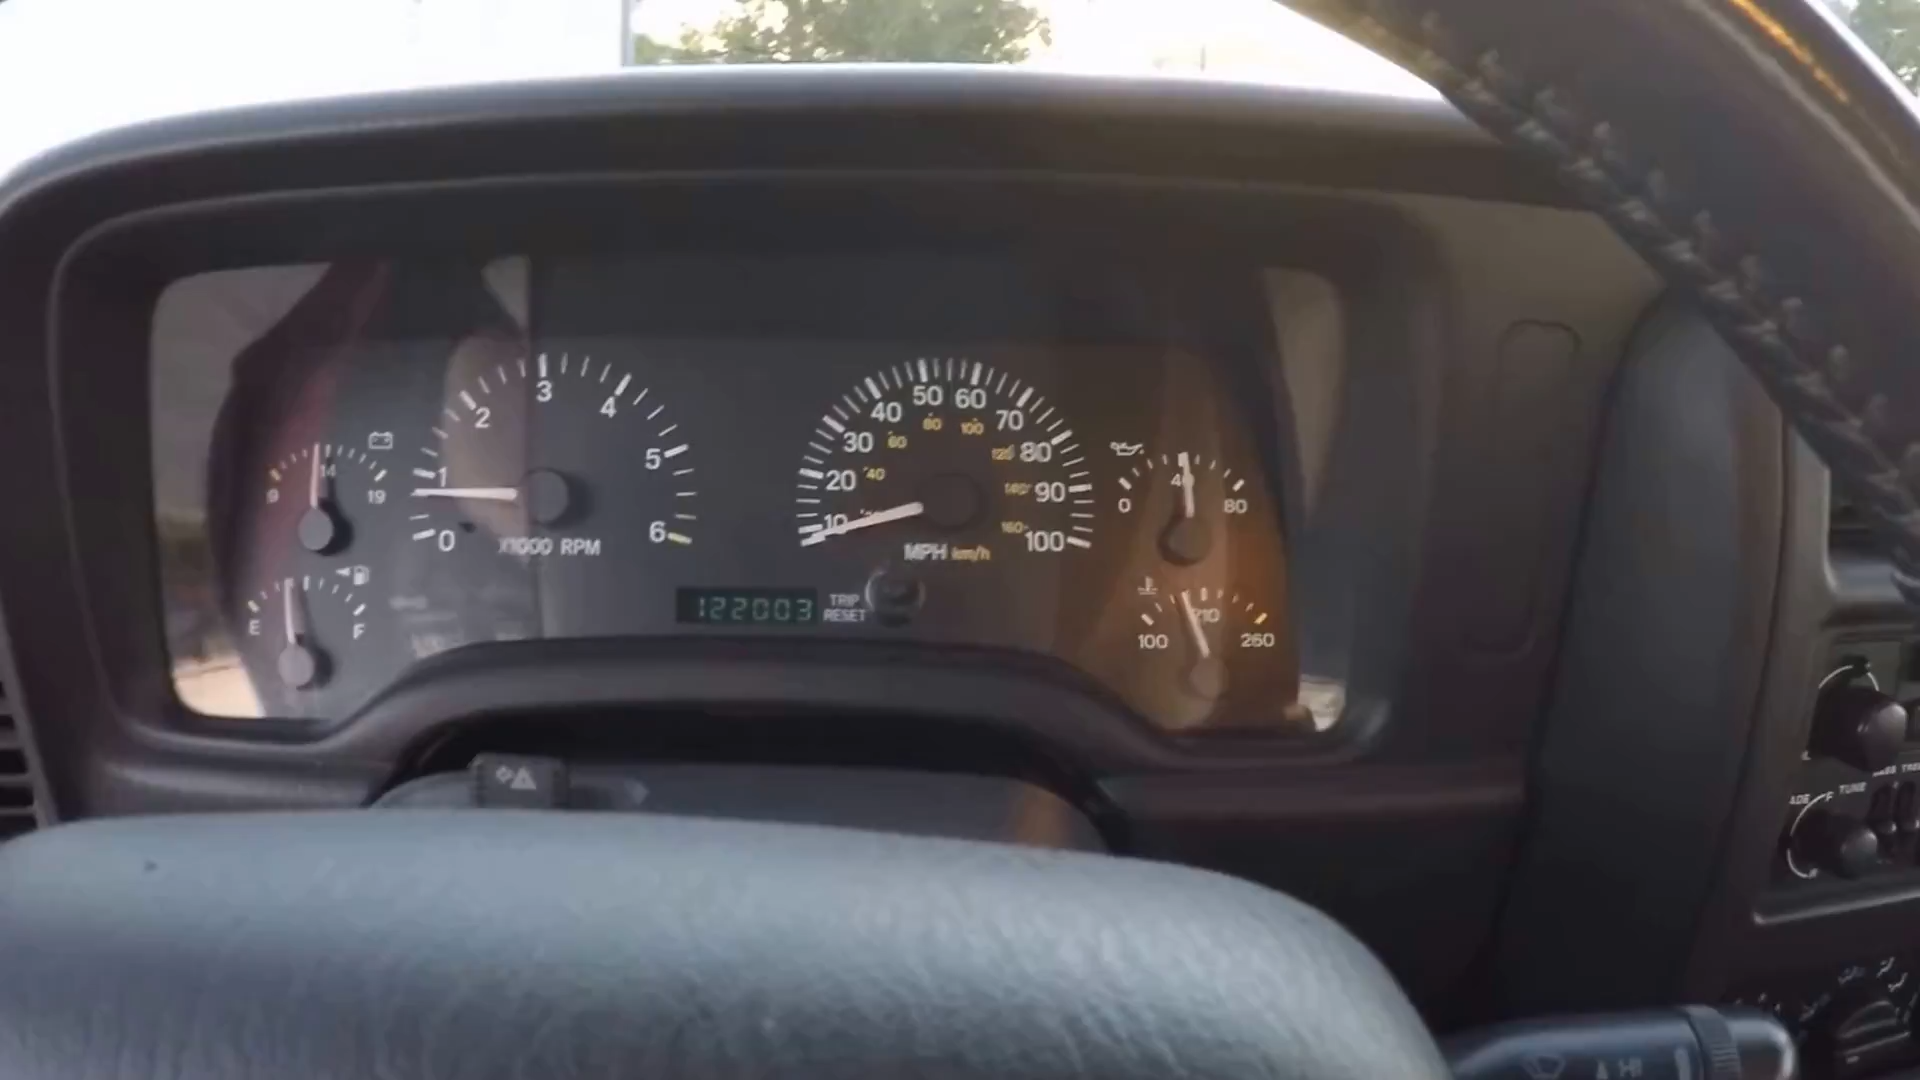 9 14 19
0 1 2 3 4 5 6
X1000 RPM
E F
10 20 30 40 50 60 70 80 90 100
40 60 80 100 120 140 160
MPH km/h
122003
TRIP
RESET
0 40 80
100 210 260
TUNE
HI